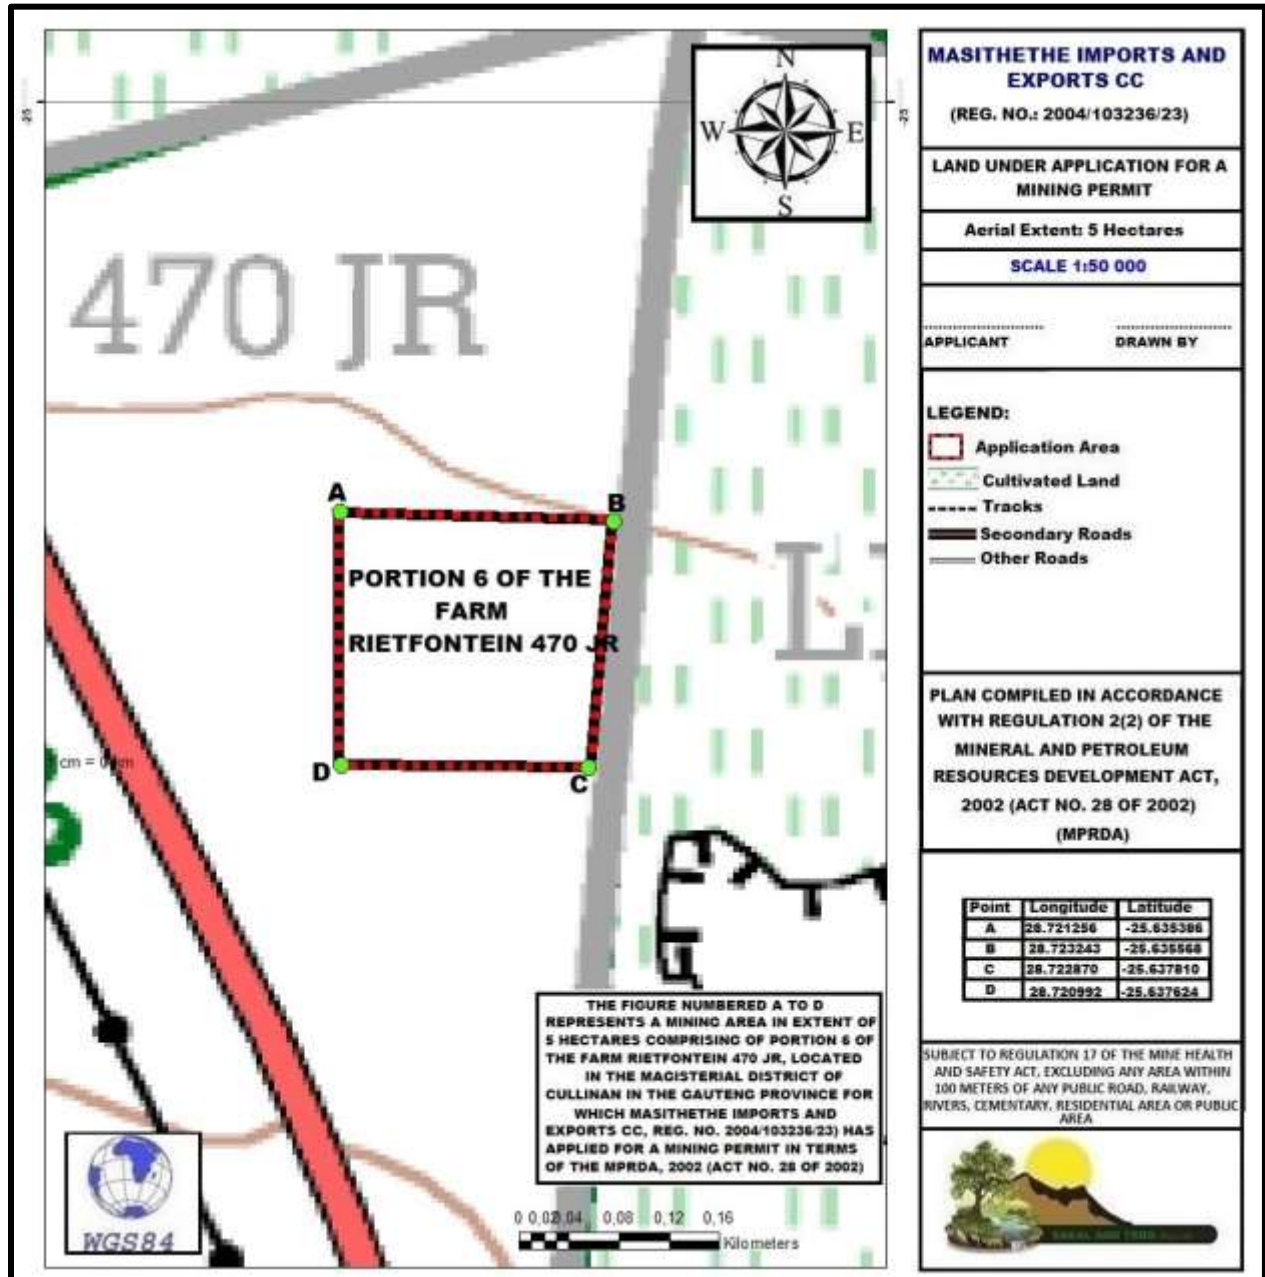 -25
-25
N
W E
S
470 JR
A
B
PORTION 6 OF THE
FARM
RIETFONTEIN 470 JR
D
C
THE FIGURE NUMBERED A TO D
REPRESENTS A MINING AREA IN EXTENT OF
5 HECTARES COMPRISING OF PORTION 6 OF
THE FARM RIETFONTEIN 470 JR, LOCATED
IN THE MAGISTERIAL DISTRICT OF
CULLINAN IN THE GAUTENG PROVINCE FOR
WHICH MASITHETHE IMPORTS AND
EXPORTS CC, REG. NO. 2004/103236/23) HAS
APPLIED FOR A MINING PERMIT IN TERMS
OF THE MPRDA, 2002 (ACT NO. 28 OF 2002)
WGS84
0 0,020,04 0,08 0,12 0,16
Kilometers
MASITHETHE IMPORTS AND
EXPORTS CC
(REG. NO.: 2004/103236/23)
LAND UNDER APPLICATION FOR A
MINING PERMIT
Aerial Extent: 5 Hectares
SCALE 1:50 000
APPLICANT DRAWN BY
LEGEND:
Application Area
Cultivated Land
Tracks
Secondary Roads
Other Roads
PLAN COMPILED IN ACCORDANCE
WITH REGULATION 2(2) OF THE
MINERAL AND PETROLEUM
RESOURCES DEVELOPMENT ACT,
2002 (ACT NO. 28 OF 2002)
(MPRDA)
Point Longitude Latitude
A 28.721256 -25.635386
B 28.723243 -25.635568
C 28.722870 -25.637810
D 28.720992 -25.637624
SUBJECT TO REGULATION 17 OF THE MINE HEALTH
AND SAFETY ACT, EXCLUDING ANY AREA WITHIN
100 METERS OF ANY PUBLIC ROAD, RAILWAY,
RIVERS, CEMENTARY, RESIDENTIAL AREA OR PUBLIC
AREA